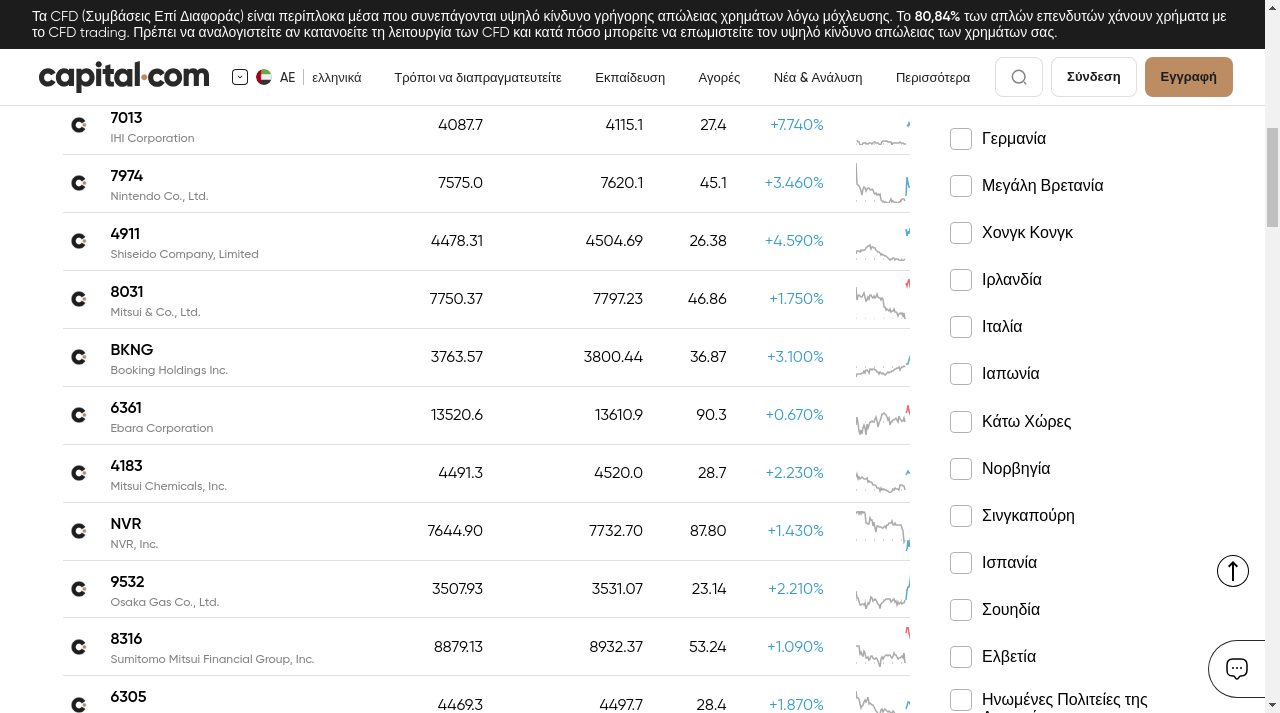 Τα CFD (Συμβάσεις Επί Διαφοράς) είναι περίπλοκα μέσα που συνεπάγονται υψηλό κίνδυνο γρήγορης απώλειας χρημάτων λόγω μόχλευσης. Το 80,84% των απλών επενδυτών χάνουν χρήματα με
το CFD trading. Πρέπει να αναλογιστείτε αν κατανοείτε τη λειτουργία των CFD και κατά πόσο μπορείτε να επωμιστείτε τον υψηλό κίνδυνο απώλειας των χρημάτων σας.
capital.com AE ελληνικά Τρόποι να διαπραγματευτείτε Εκπαίδευση Αγορές Νέα & Ανάλυση Περισσότερα Σύνδεση Εγγραφή
7013 4087.7 4115.1 27.4 +7.740%
IHI Corporation
7974 7575.0 7620.1 45.1 +3.460%
Nintendo Co., Ltd.
4911 4478.31 4504.69 26.38 +4.590%
Shiseido Company, Limited
8031 7750.37 7797.23 46.86 +1.750%
Mitsui & Co., Ltd.
BKNG 3763.57 3800.44 36.87 +3.100%
Booking Holdings Inc.
6361 13520.6 13610.9 90.3 +0.670%
Ebara Corporation
4183 4491.3 4520.0 28.7 +2.230%
Mitsui Chemicals, Inc.
NVR 7644.90 7732.70 87.80 +1.430%
NVR, Inc.
9532 3507.93 3531.07 23.14 +2.210%
Osaka Gas Co., Ltd.
8316 8879.13 8932.37 53.24 +1.090%
Sumitomo Mitsui Financial Group, Inc.
6305 4469.3 4497.7 28.4 +1.870%
Γερμανία
Μεγάλη Βρετανία
Χονγκ Κονγκ
Ιρλανδία
Ιταλία
Ιαπωνία
Κάτω Χώρες
Νορβηγία
Σινγκαπούρη
Ισπανία
Σουηδία
Ελβετία
Ηνωμένες Πολιτείες της